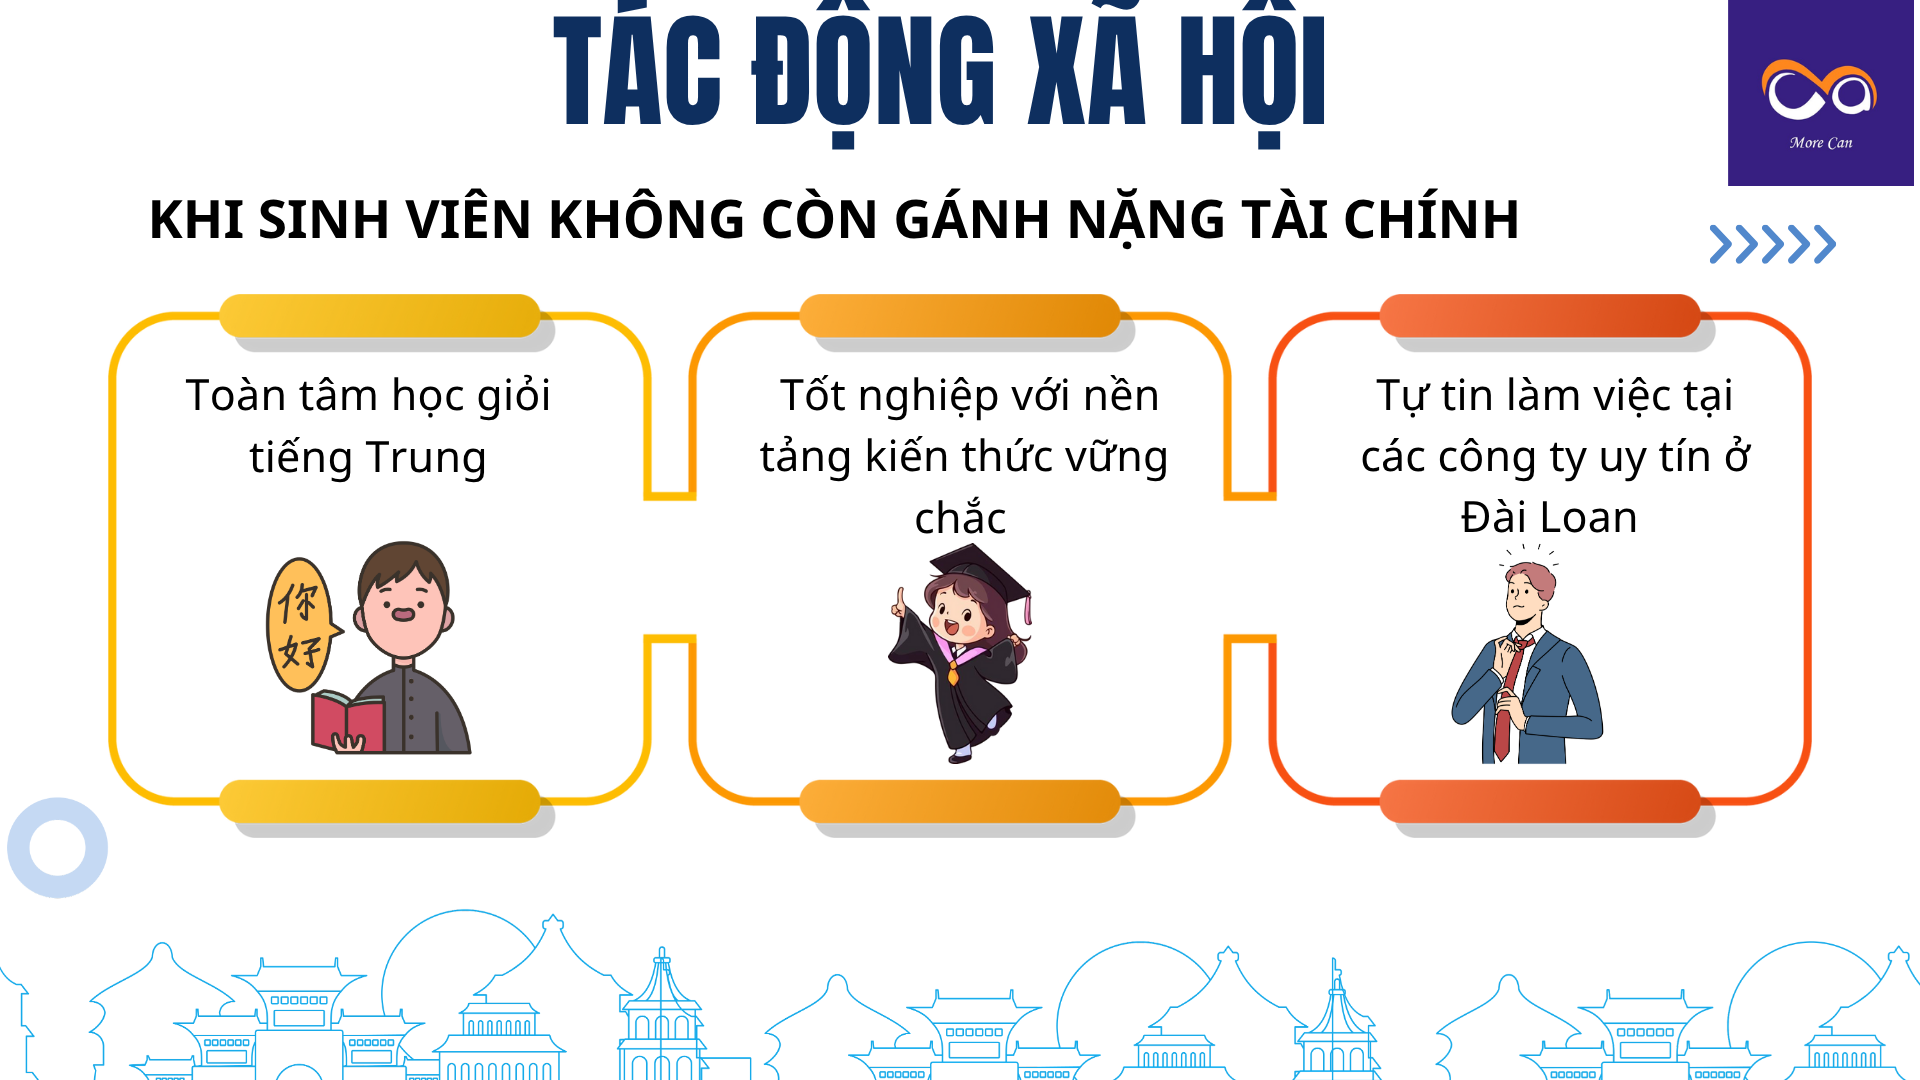 TÁC ĐỘNG XÃ HỘI
More Can
KHI SINH VIÊN KHÔNG CÒN GÁNH NẶNG TÀI CHÍNH
Toàn tâm học giỏi
tiếng Trung
你
好
Tốt nghiệp với nền
tảng kiến thức vững
chắc
Tự tin làm việc tại
các công ty uy tín ở
Đài Loan